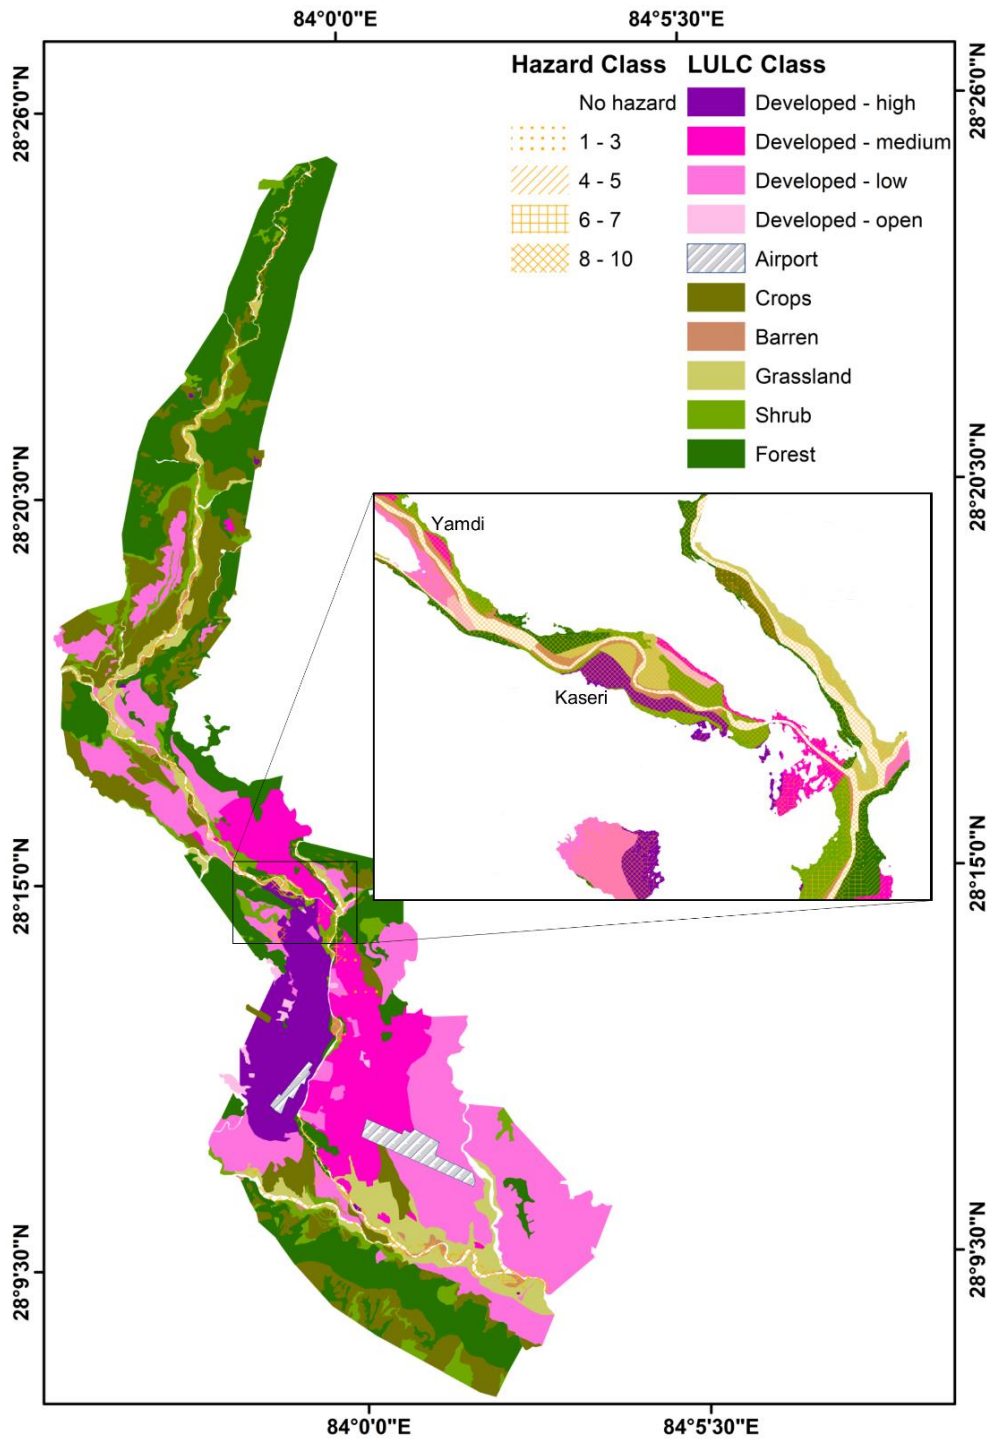 84°0'0"E 84°5'30"E
28°26'0"N
28°26'0"N
Hazard Class LULC Class
No hazard Developed - high
1 - 3 Developed - medium
4 - 5 Developed - low
6 - 7 Developed - open
8 - 10 Airport
Crops
Barren
Grassland
Shrub
Forest
28°20'30"N
28°20'30"N
Yamdi
Kaseri
28°15'0"N
28°15'0"N
28°9'30"N
28°9'30"N
84°0'0"E 84°5'30"E